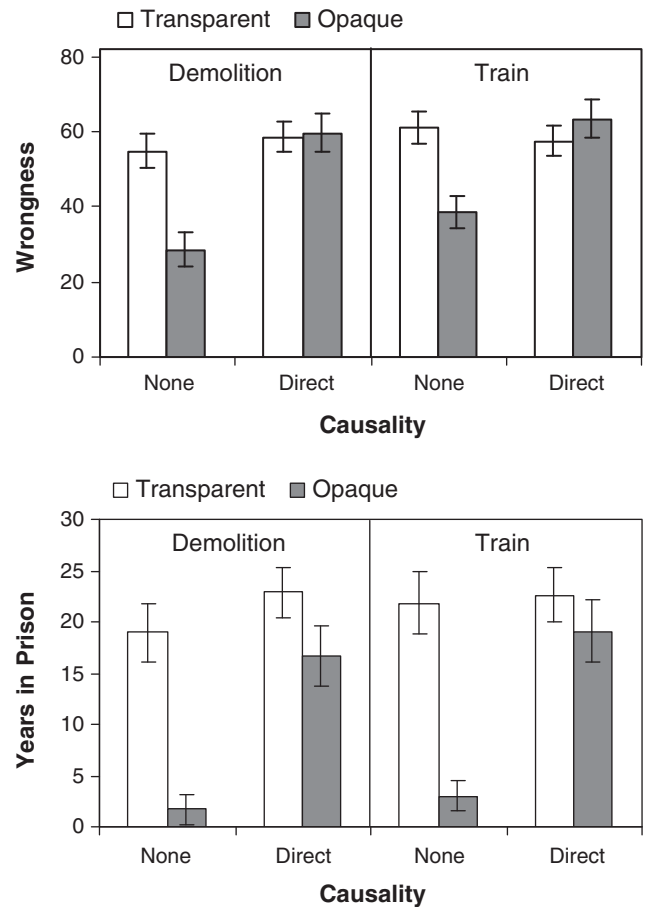 Transparent Opaque
Demolition Train
Wrongness
80
60
40
20
0
None Direct None Direct
Causality
Transparent Opaque
Demolition Train
Years in Prison
30
25
20
15
10
5
0
None Direct None Direct
Causality